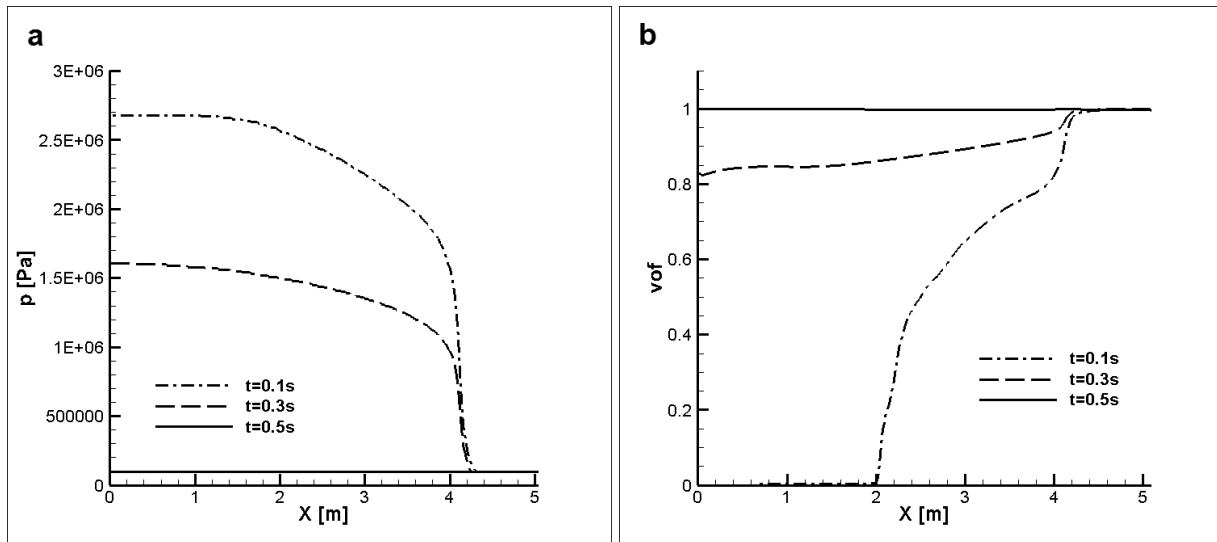 a
3E+06
2.5E+06
2E+06
1.5E+06
1E+06
500000
0
p [Pa]
t=0.1s
t=0.3s
t=0.5s
0 1 2 3 4 5
X [m]
b
1
0.8
0.6
0.4
0.2
0
vof
t=0.1s
t=0.3s
t=0.5s
0 1 2 3 4 5
X [m]